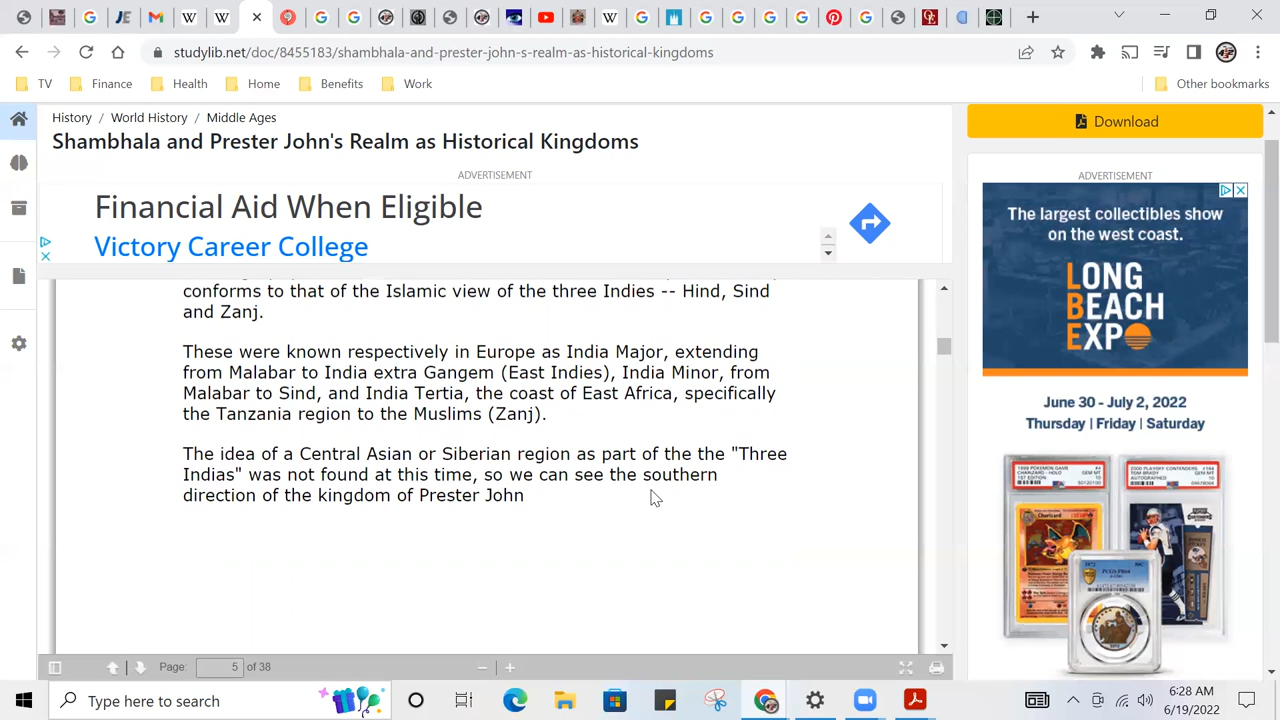 studylib.net/doc/8455183/shambhala-and-prester-john-s-realm-as-historical-kingdoms
TV Finance Health Home Benefits Work Other bookmarks
History / World History / Middle Ages
Shambhala and Prester John's Realm as Historical Kingdoms
ADVERTISEMENT
Financial Aid When Eligible
Victory Career College
conforms to that of the Islamic view of the three Indies -- Hind, Sind
and Zanj.
These were known respectively in Europe as India Major, extending
from Malabar to India extra Gangem (East Indies), India Minor, from
Malabar to Sind, and India Tertia, the coast of East Africa, specifically
the Tanzania region to the Muslims (Zanj).
The idea of a Central Asian or Siberian region as part of the the "Three
Indias" was not found at this time, so we can see the southern
direction of the kingdom of Prester John
Page: 5 of 38
Download
ADVERTISEMENT
The largest collectibles show
on the west coast.
LONG
BEACH
EXPO
June 30 - July 2, 2022
Thursday | Friday | Saturday
Type here to search
6:28 AM
6/19/2022